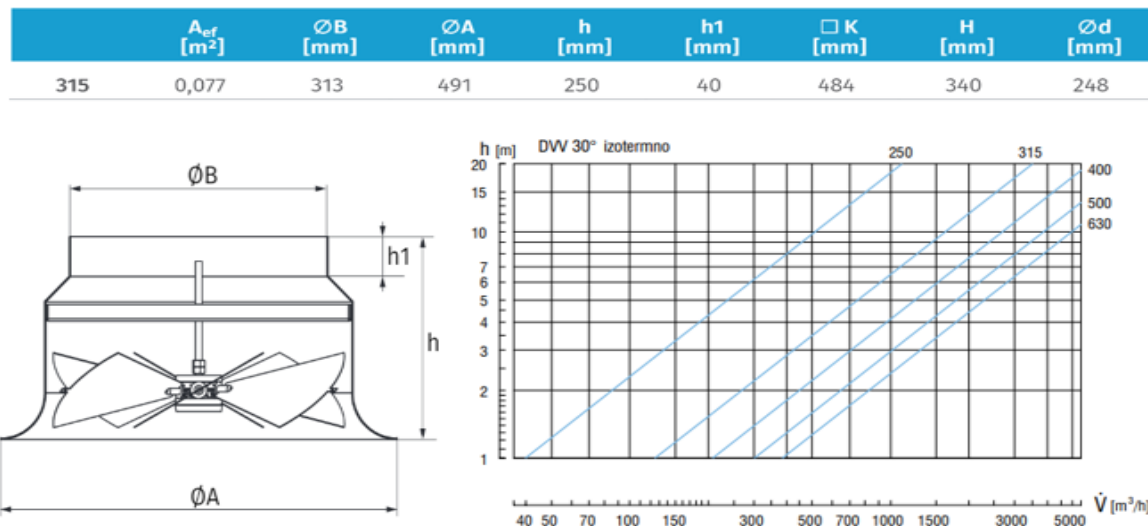 A_ef ØB ØA h h1 □ K H Ød
[m²] [mm] [mm] [mm] [mm] [mm] [mm] [mm]
315 0,077 313 491 250 40 484 340 248
ØB
h1
h
ØA
h [m] DVV 30° izotermno 250 315
20
15
10
7
6
5
4
3
2
1
400
500
630
40 50 70 100 150 300 500 700 1000 1500 3000 5000 V̇ [m³/h]